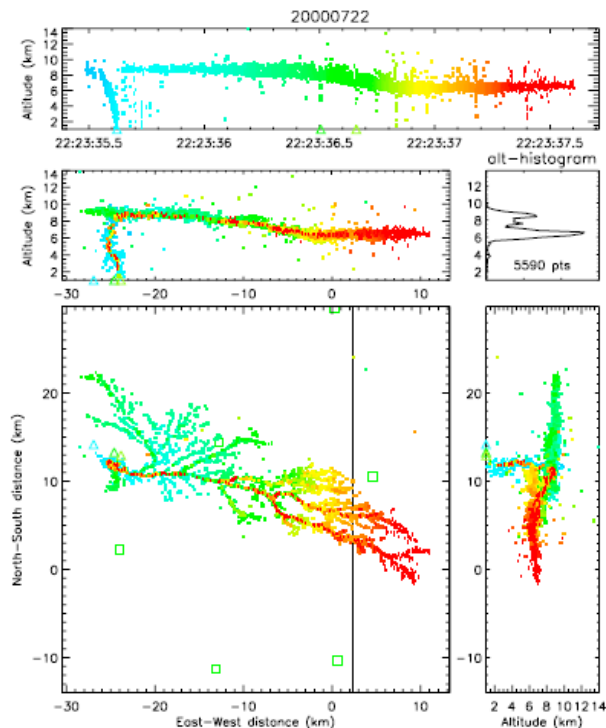 20000722
Altitude (km)
14
12
10
8
6
4
2
22:23:35.5 22:23:36 22:23:36.5 22:23:37 22:23:37.5
alt-histogram
Altitude (km)
14
12
10
8
6
4
2
-30 -20 -10 0 10
14
12
10
8
6
4
2
5590 pts
North-South distance (km)
20
10
0
-10
-30 -20 -10 0 10
East-West distance (km)
2 4 6 8 10 12 14
Altitude (km)